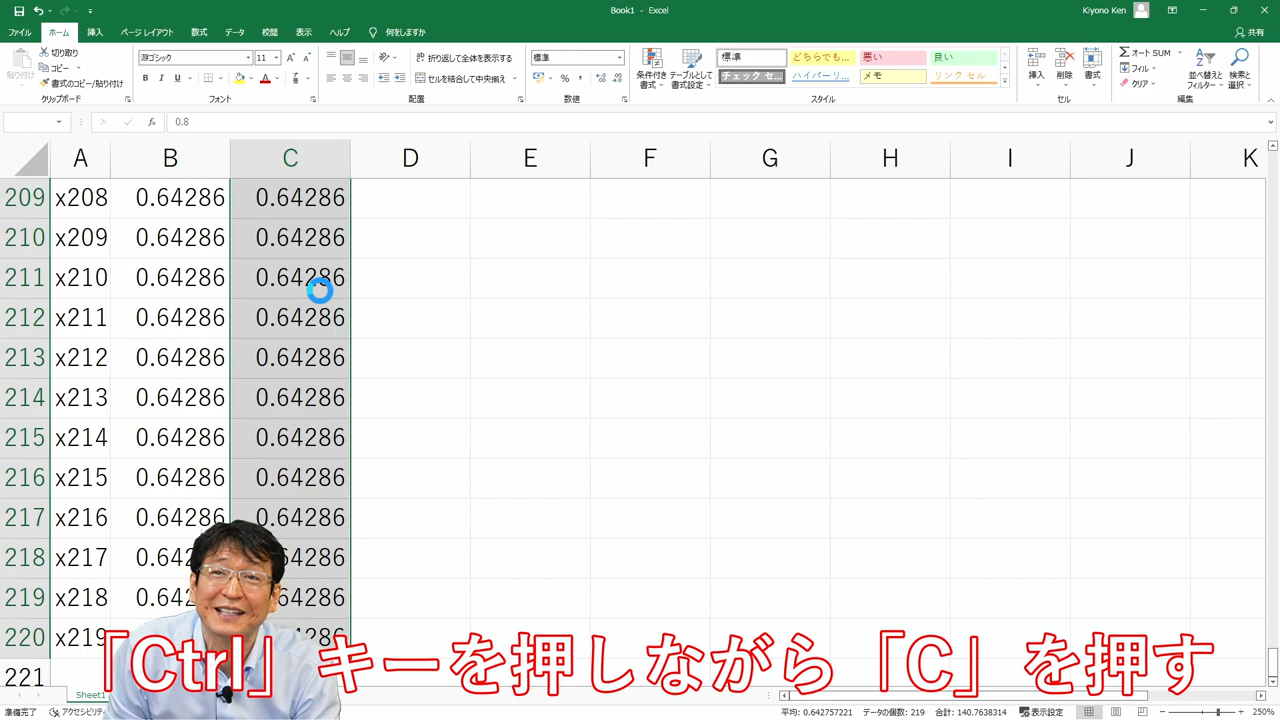 Book1 - Excel
Kiyono Ken
ファイル ホーム 挿入 ページ レイアウト 数式 データ 校閲 表示 ヘルプ 何をしますか 共有
貼り付け 切り取り コピー 書式のコピー/貼り付け
游ゴシック 11
B I U A
折り返して全体を表示する
セルを結合して中央揃え
標準
条件付き書式 テーブルとして書式設定
標準 どちらでも... 悪い 良い
チェック セ... ハイパーリ... メモ リンク セル
挿入 削除 書式
オート SUM フィル クリア
並べ替えとフィルター 検索と選択
クリップボード フォント 配置 数値 スタイル セル 編集
fx 0.8
A B C D E F G H I J K
209 x208 0.64286 0.64286
210 x209 0.64286 0.64286
211 x210 0.64286 0.64286
212 x211 0.64286 0.64286
213 x212 0.64286 0.64286
214 x213 0.64286 0.64286
215 x214 0.64286 0.64286
216 x215 0.64286 0.64286
217 x216 0.64286 0.64286
218 x217 0.642 64286
219 x218 0.642 64286
220 x219 286
221
「Ctrl」キーを押しながら「C」を押す
Sheet1
準備完了 アクセシビリティ 平均: 0.642757221 データの個数: 219 合計: 140.7638314 表示設定 250%